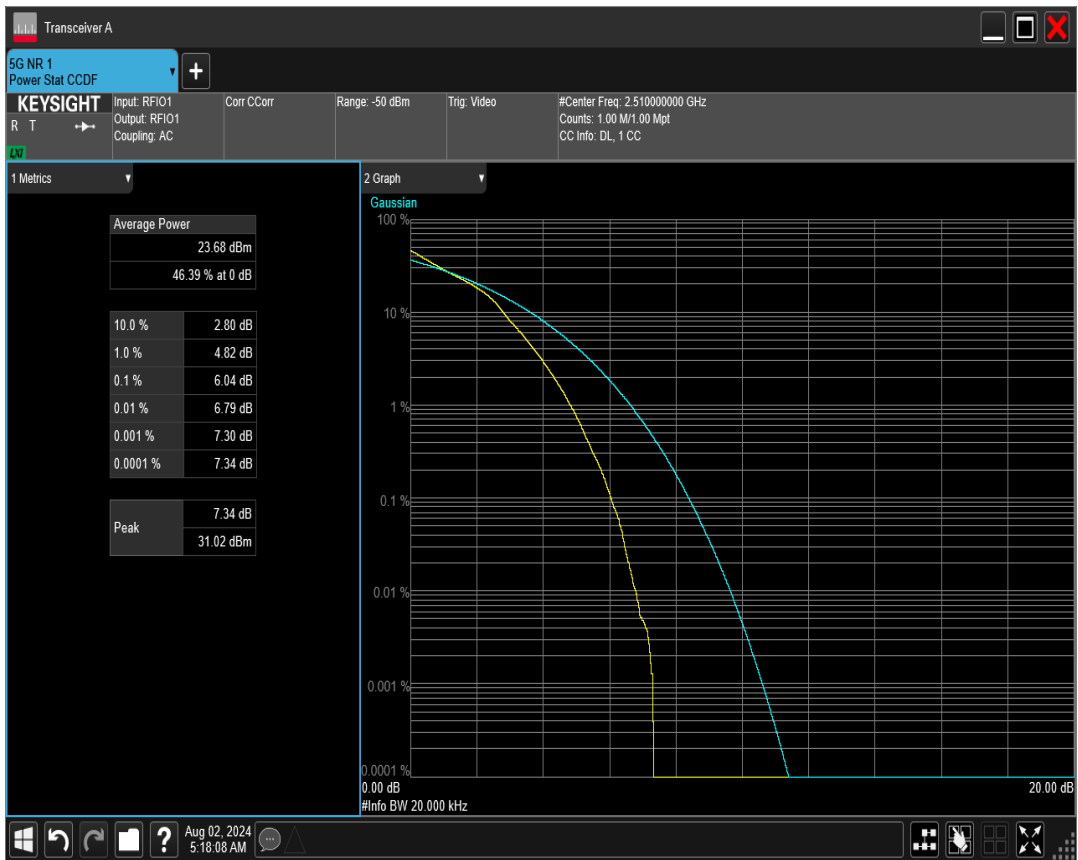 Transceiver A
5G NR 1
Power Stat CCDF
KEYSIGHT
R T
LXI
Input: RFIO1
Output: RFIO1
Coupling: AC
Corr CCorr
Range: -50 dBm
Trig: Video
#Center Freq: 2.510000000 GHz
Counts: 1.00 M/1.00 Mpt
CC Info: DL, 1 CC
1 Metrics
Average Power
23.68 dBm
46.39 % at 0 dB
10.0 % 2.80 dB
1.0 % 4.82 dB
0.1 % 6.04 dB
0.01 % 6.79 dB
0.001 % 7.30 dB
0.0001 % 7.34 dB
Peak
7.34 dB
31.02 dBm
2 Graph
Gaussian
100 %
10 %
1 %
0.1 %
0.01 %
0.001 %
0.0001 %
0.00 dB 20.00 dB
#Info BW 20.000 kHz
?
Aug 02, 2024
5:18:08 AM